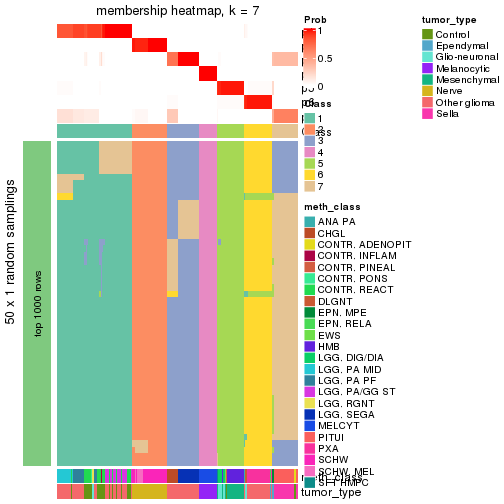 membership heatmap, k = 7
50 x 1 random samplings
top 1000 rows
Prob
1
0.5
0
Class
1
2
3
4
5
6
7
meth_class
ANA PA
CHGL
CONTR. ADENOPIT
CONTR. INFLAM
CONTR. PINEAL
CONTR. PONS
CONTR. REACT
DLGNT
EPN. MPE
EPN. RELA
EWS
HMB
LGG. DIG/DIA
LGG. PA MID
LGG. PA PF
LGG. PA/GG ST
LGG. RGNT
LGG. SEGA
MELCYT
PITUI
PXA
SCHW
SCHW. MEL
SFT HMPC
tumor_type
tumor_type
Control
Ependymal
Glio-neuronal
Melanocytic
Mesenchymal
Nerve
Other glioma
Sella